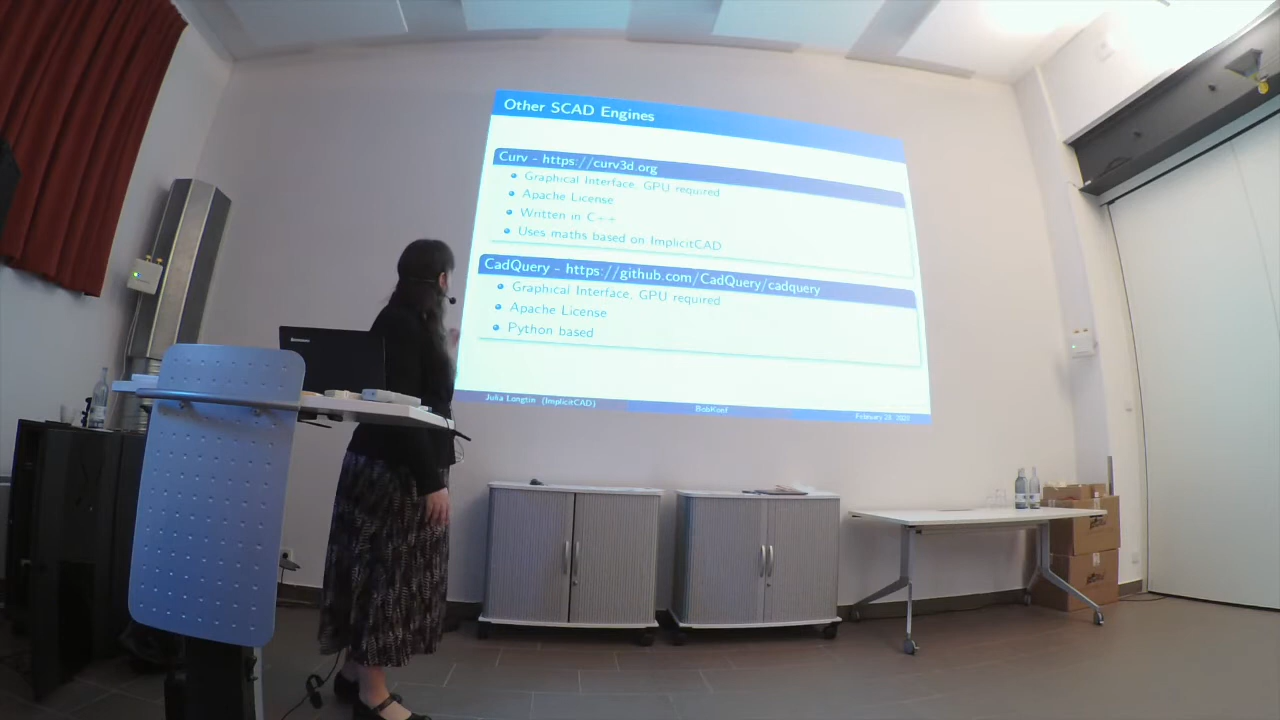 Other SCAD Engines
Curv - https://curv3d.org
Graphical Interface, GPU required
Apache License
Written in C++
Uses maths based on ImplicitCAD
CadQuery - https://github.com/CadQuery/cadquery
Graphical Interface, GPU required
Apache License
Python based
Julia Longtin (ImplicitCAD)
BobKonf